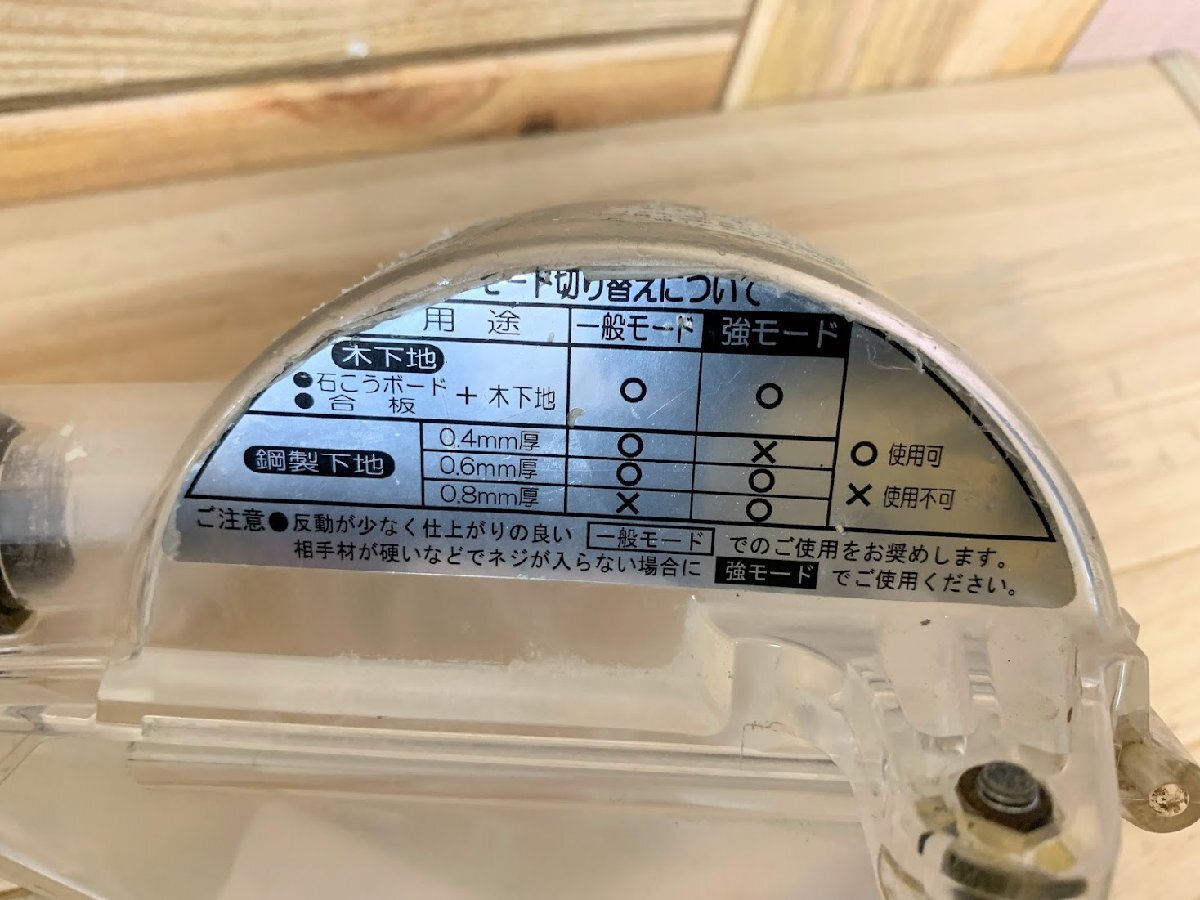 モード切り替えについて
用途 一般モード 強モード
木下地
●石こうボード
●合板
+ 木下地 ○ ○
鋼製下地
0.4mm厚 ○ ×
0.6mm厚 ○ ○
0.8mm厚 × ○
○ 使用可
× 使用不可
ご注意●反動が少なく仕上がりの良い 一般モード でのご使用をお奨めします。
相手材が硬いなどでネジが入らない場合に 強モード でご使用ください。